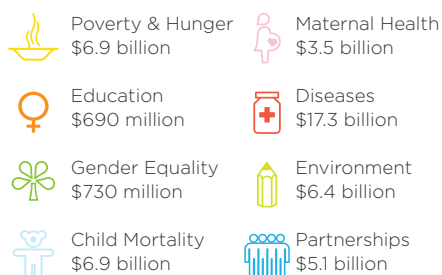 Poverty & Hunger
$6.9 billion
Maternal Health
$3.5 billion
Education
$690 million
Diseases
$17.3 billion
Gender Equality
$730 million
Environment
$6.4 billion
Child Mortality
$6.9 billion
Partnerships
$5.1 billion